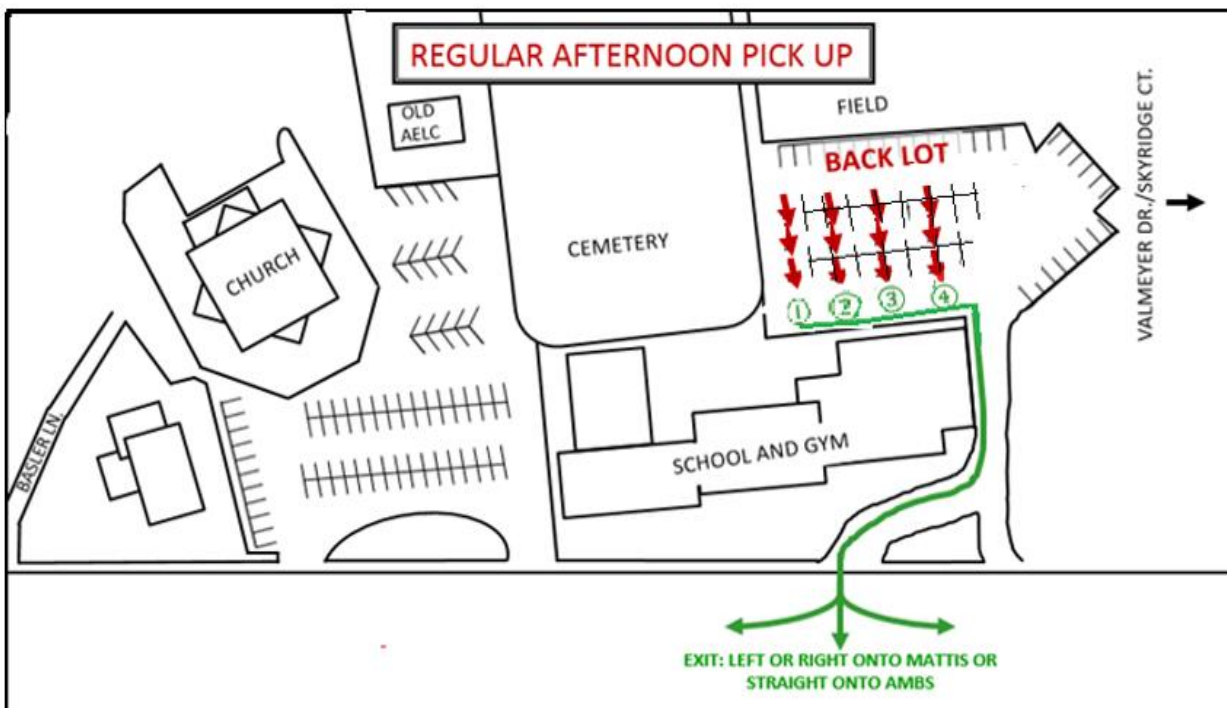 REGULAR AFTERNOON PICK UP
OLD
AELC
FIELD
BACK LOT
CEMETERY
CHURCH
VALMEYER DR./SKYRIDGE CT.
1 2 3 4
BASLER LN.
SCHOOL AND GYM
EXIT: LEFT OR RIGHT ONTO MATTIS OR
STRAIGHT ONTO AMBS